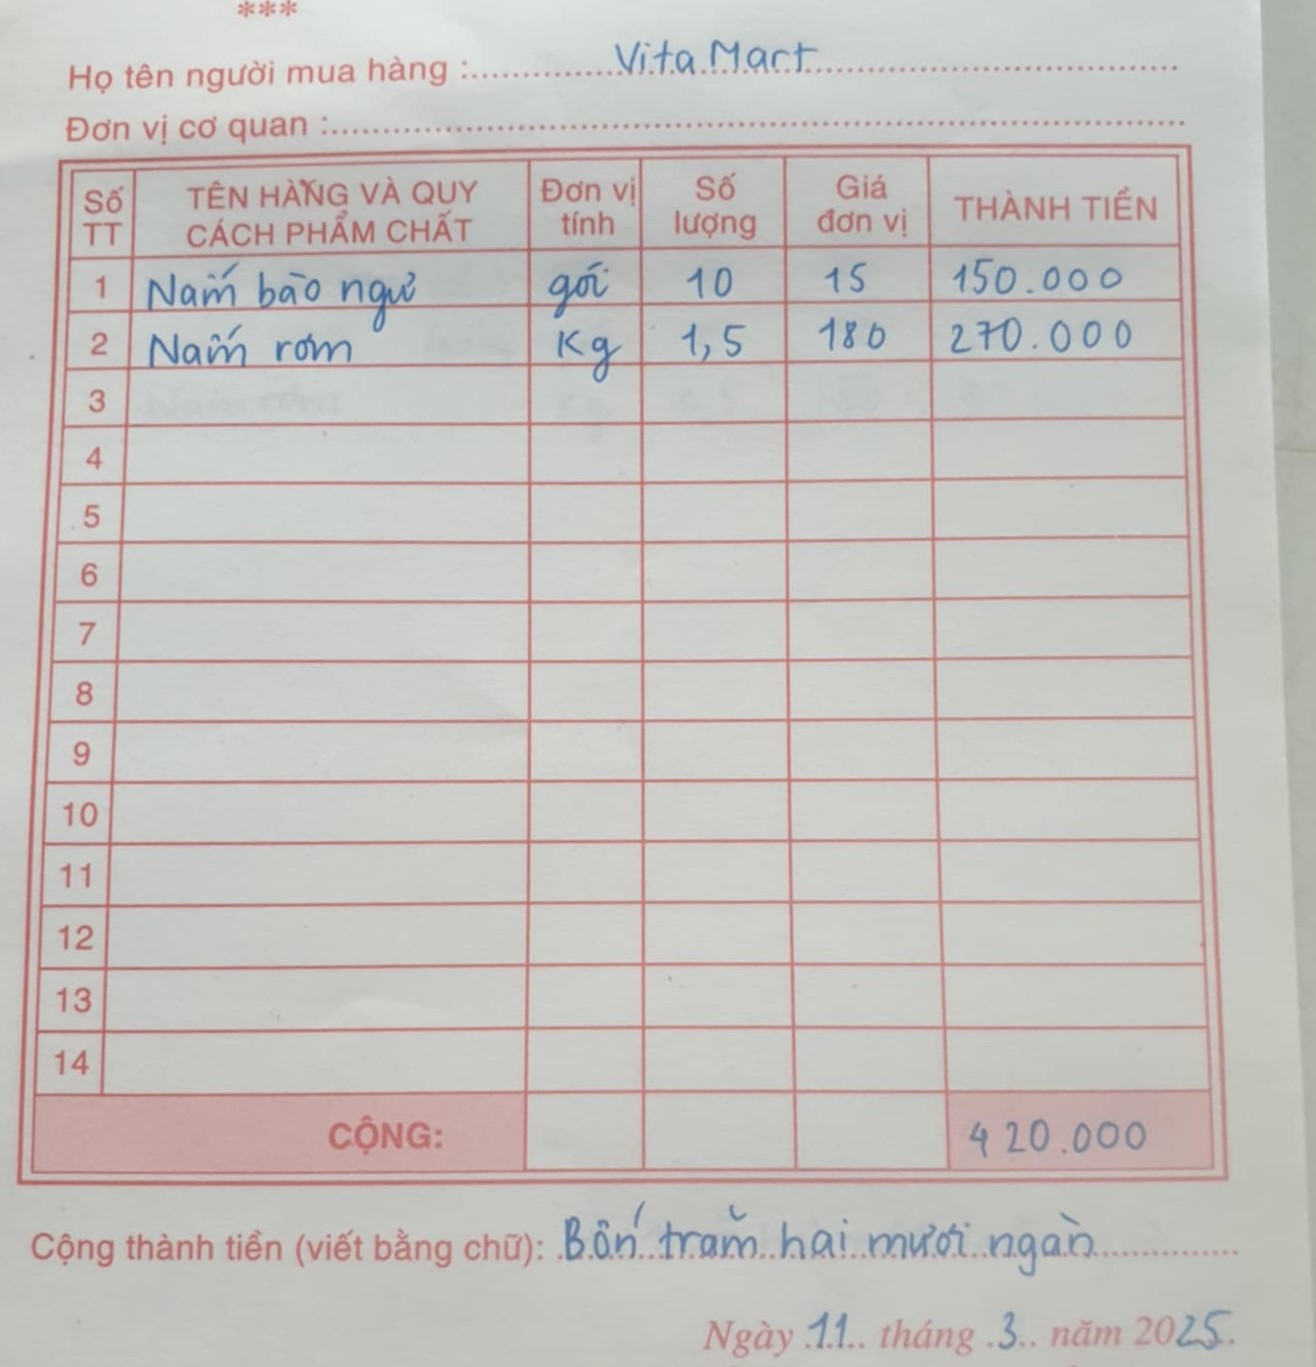 ***
Họ tên người mua hàng :.....Vita Mart.....
Đơn vị cơ quan :.....
Số TT | TÊN HÀNG VÀ QUY CÁCH PHẨM CHẤT | Đơn vị tính | Số lượng | Giá đơn vị | THÀNH TIỀN
1 | Nấm bào ngư | gói | 10 | 15 | 150.000
2 | Nấm rơm | Kg | 1,5 | 180 | 270.000
3
4
5
6
7
8
9
10
11
12
13
14
CỘNG: 420.000
Cộng thành tiền (viết bằng chữ): Bốn trăm hai mươi ngàn
Ngày 11 tháng 3 năm 2025